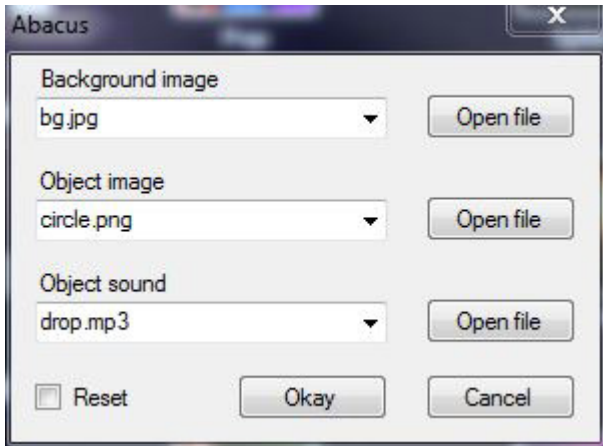 Abacus
Background image
bg.jpg
Open file
Object image
circle.png
Open file
Object sound
drop.mp3
Open file
Reset
Okay
Cancel